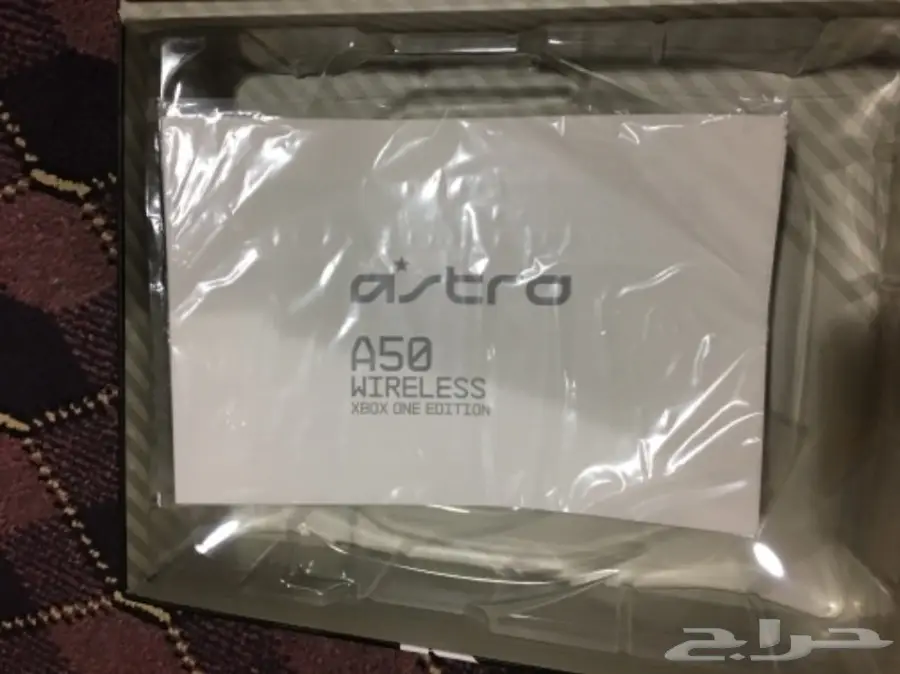 astro
A50
WIRELESS
XBOX ONE EDITION
حراج